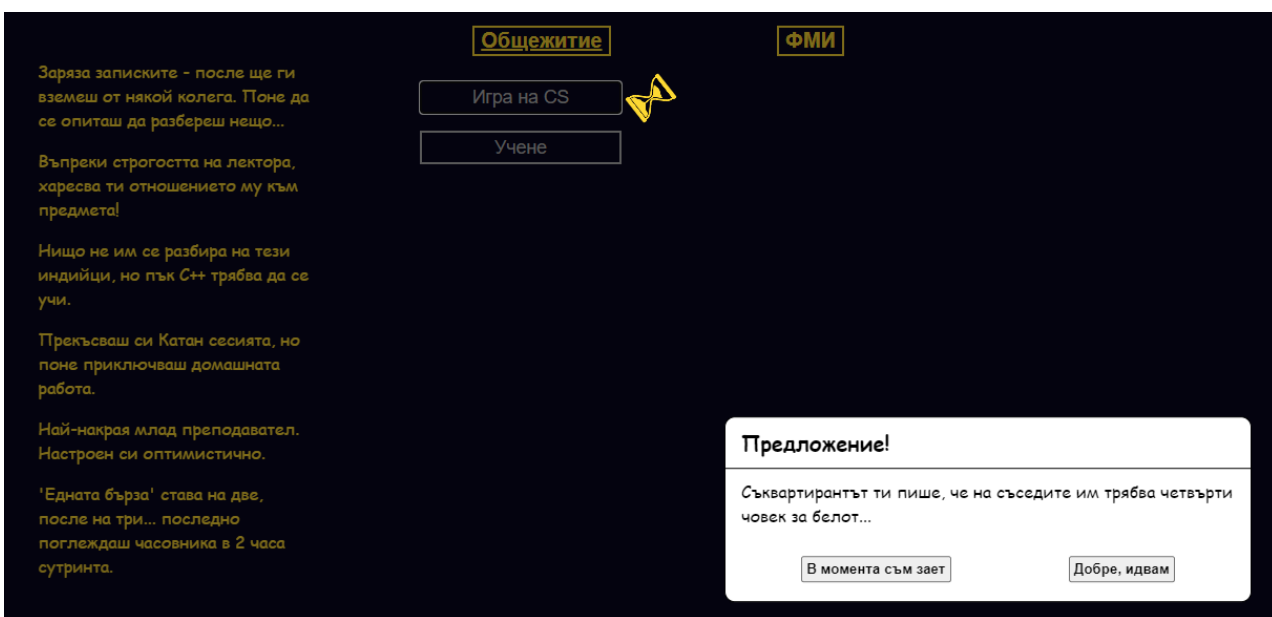 Общежитие
ФМИ
Заряза записките - после ще ги
вземеш от някой колега. Поне да
се опиташ да разбереш нещо...
Въпреки строгостта на лектора,
харесва ти отношението му към
предмета!
Нищо не им се разбира на тези
индийци, но пък C++ трябва да се
учи.
Прекъсваш си Катан сесията, но
поне приключваш домашната
работа.
Най-накрая млад преподавател.
Настроен си оптимистично.
'Едната бърза' става на две,
после на три... последно
поглеждаш часовника в 2 часа
сутринта.
Игра на CS
Учене
Предложение!
Съквартирантът ти пише, че на съседите им трябва четвърти
човек за белот...
В момента съм зает
Добре, идвам